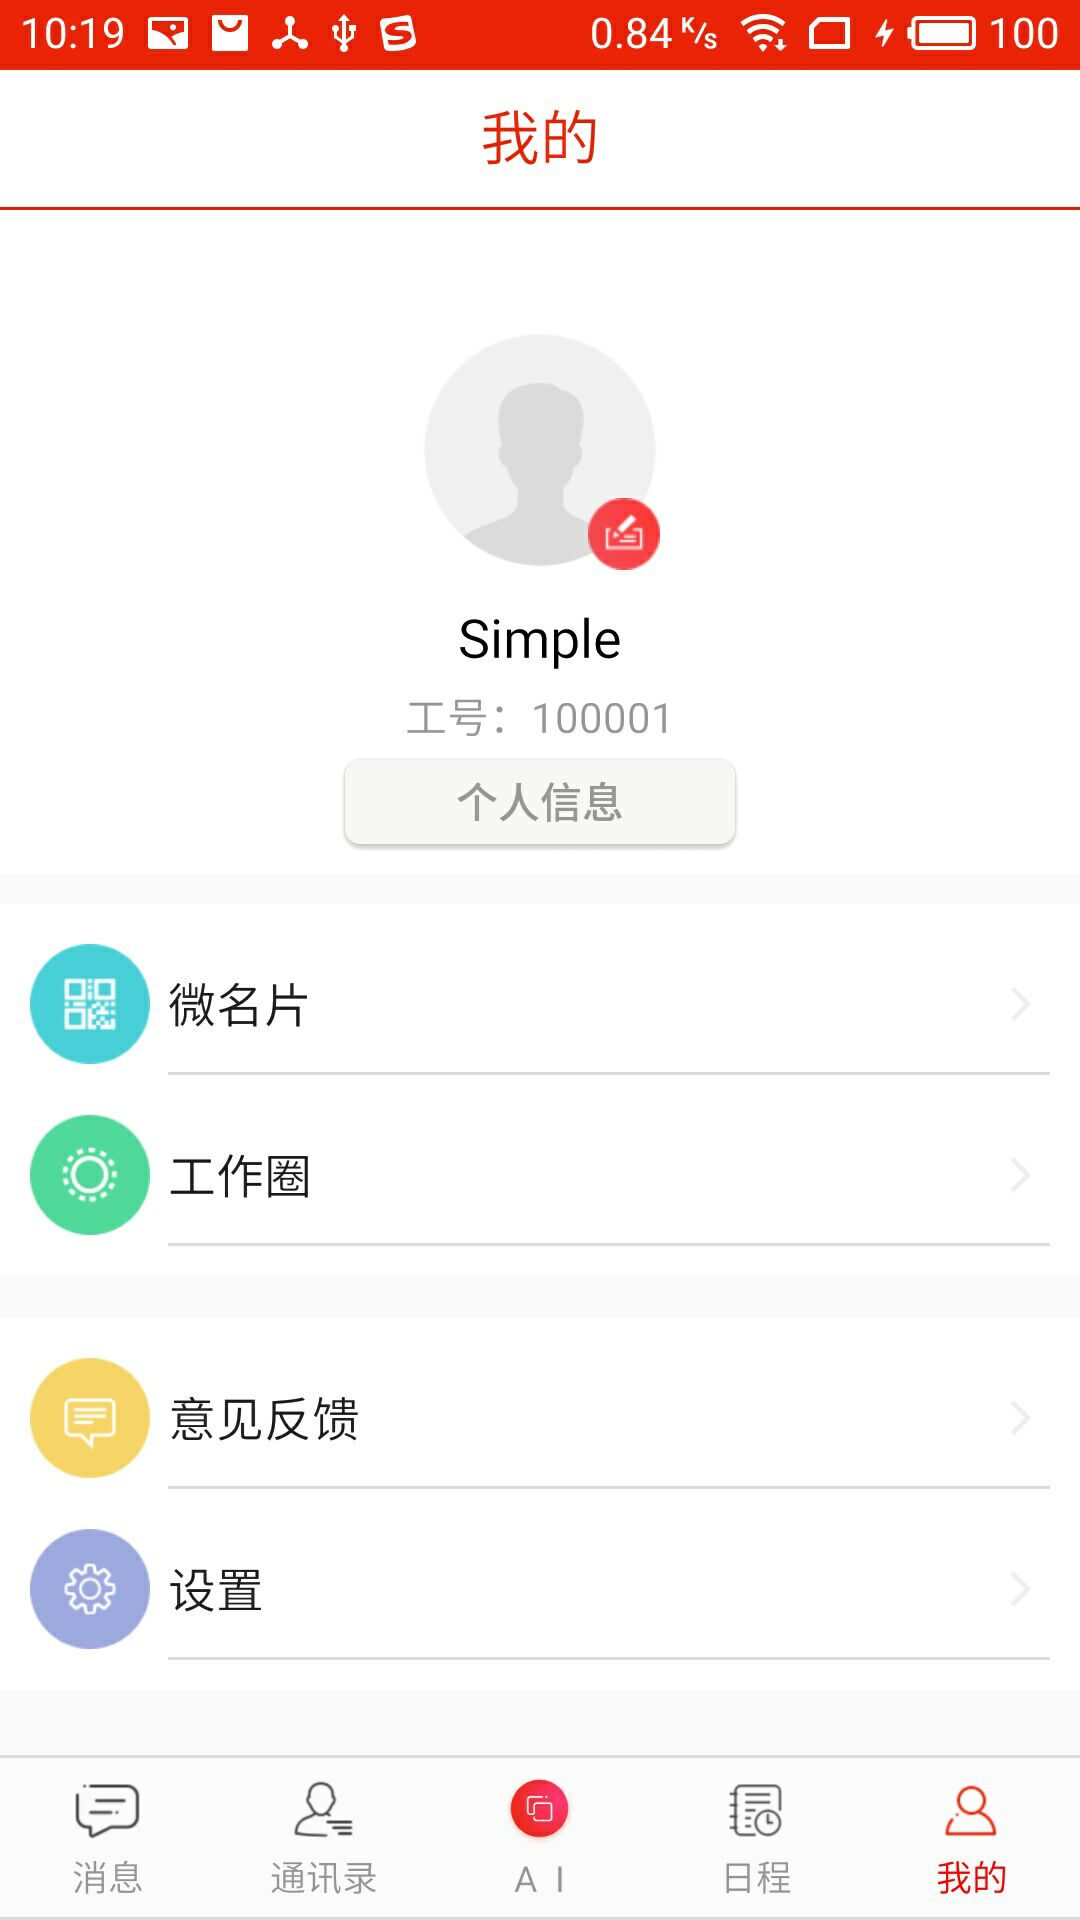 10:19 0.84 K/s 100
我的
Simple
工号：100001
个人信息
微名片
工作圈
意见反馈
设置
消息 通讯录 AI 日程 我的